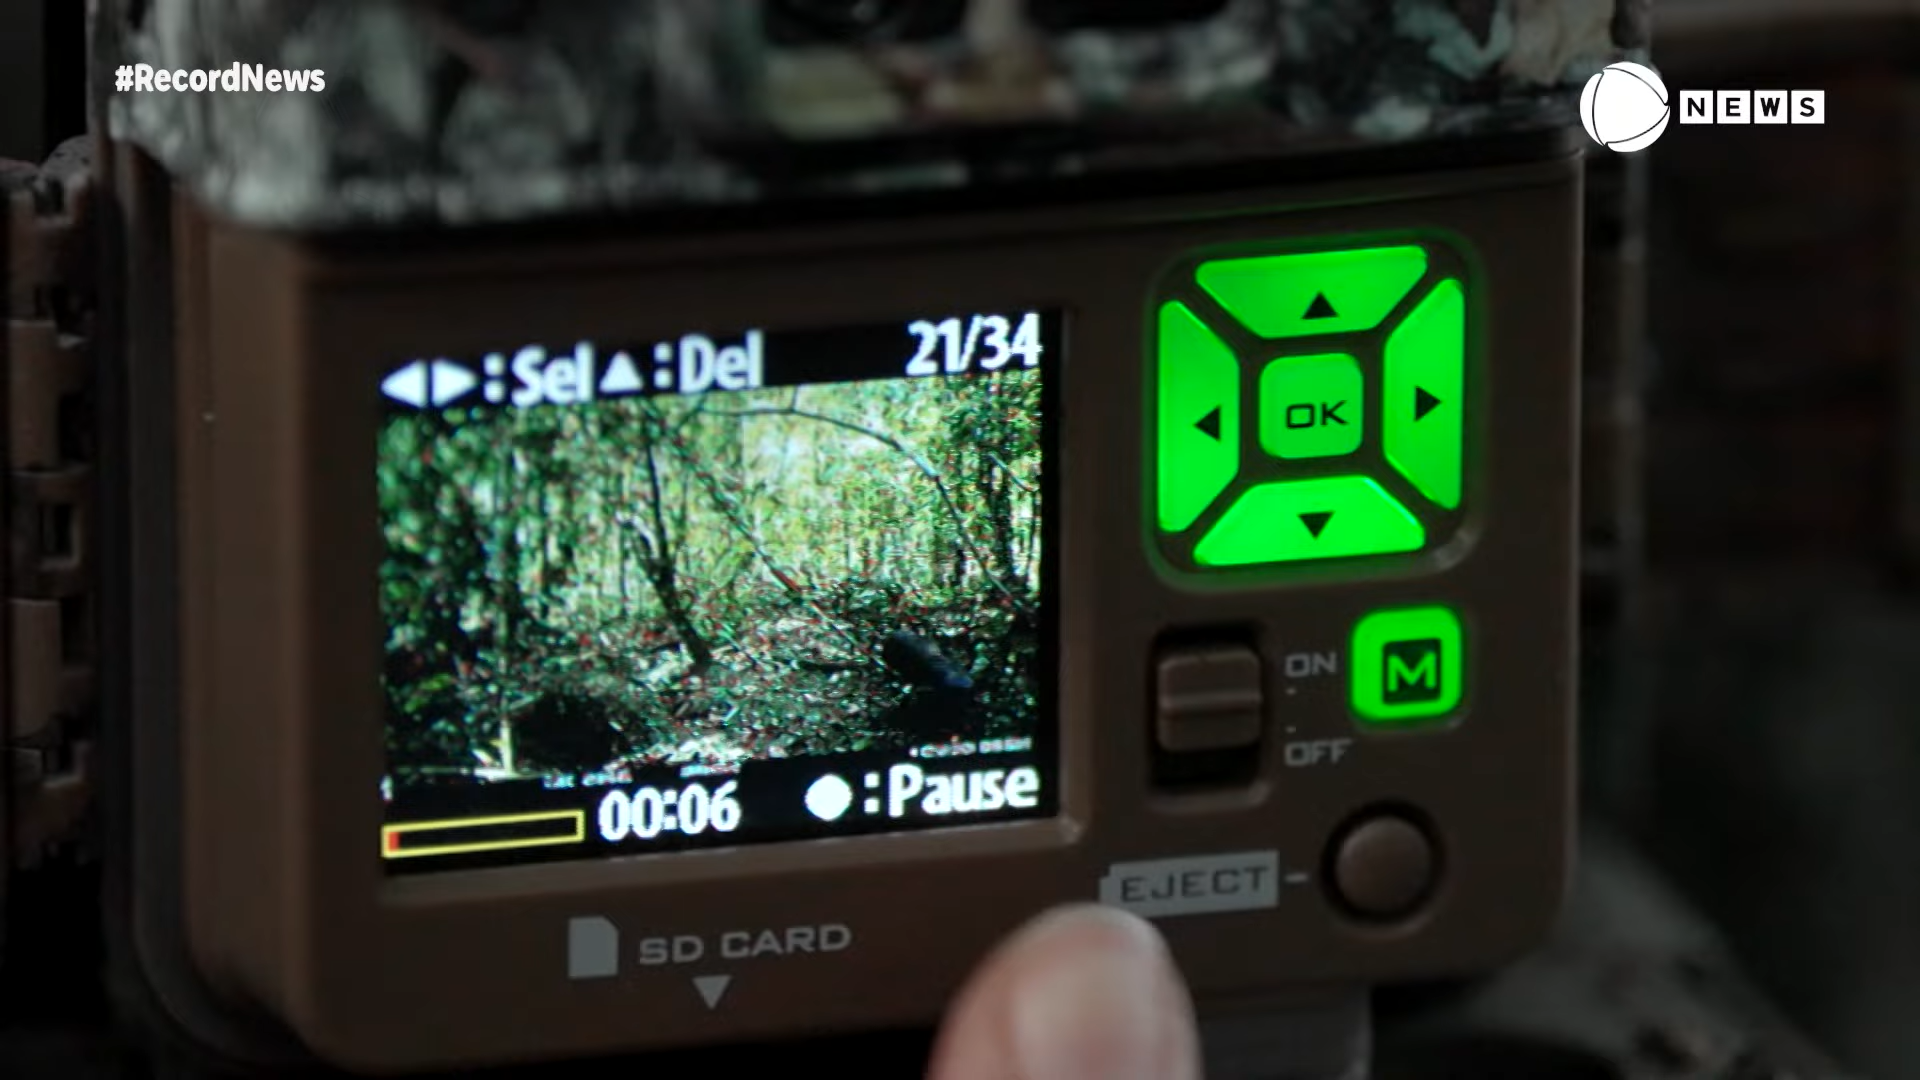 #RecordNews
NEWS
◀▶:Sel▲:Del 21/34
OK
ON
M
OFF
00:06 ●:Pause
EJECT
SD CARD